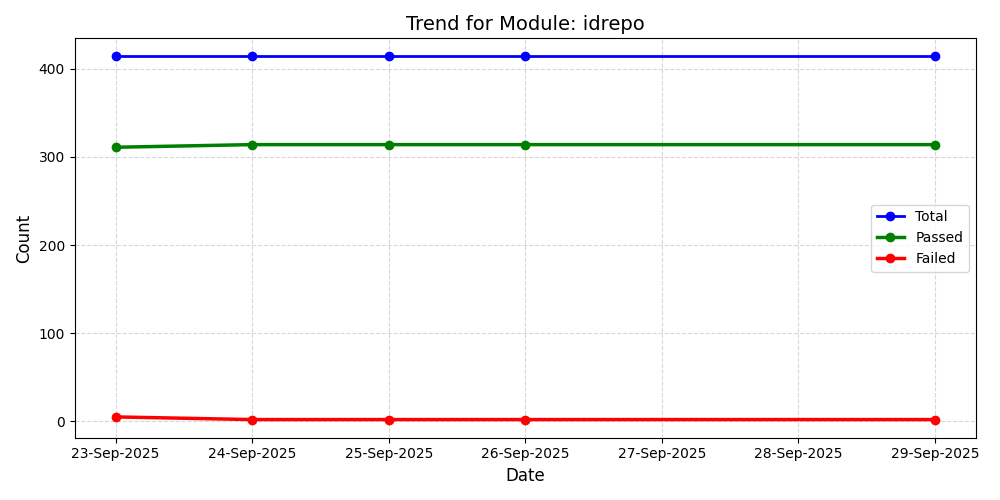 Trend for Module: idrepo
Count
400
300
200
100
0
Total
Passed
Failed
23-Sep-2025
24-Sep-2025
25-Sep-2025
26-Sep-2025
27-Sep-2025
28-Sep-2025
29-Sep-2025
Date